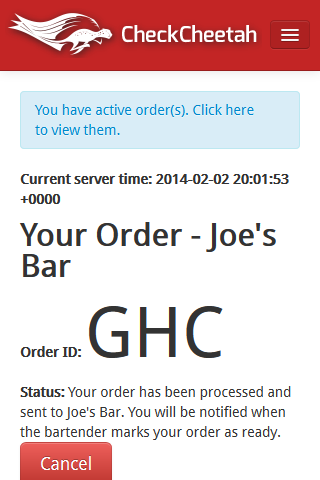 CheckCheetah
You have active order(s). Click here
to view them.
Current server time: 2014-02-02 20:01:53
+0000
Your Order - Joe's
Bar
Order ID: GHC
Status: Your order has been processed and
sent to Joe's Bar. You will be notified when
the bartender marks your order as ready.
Cancel